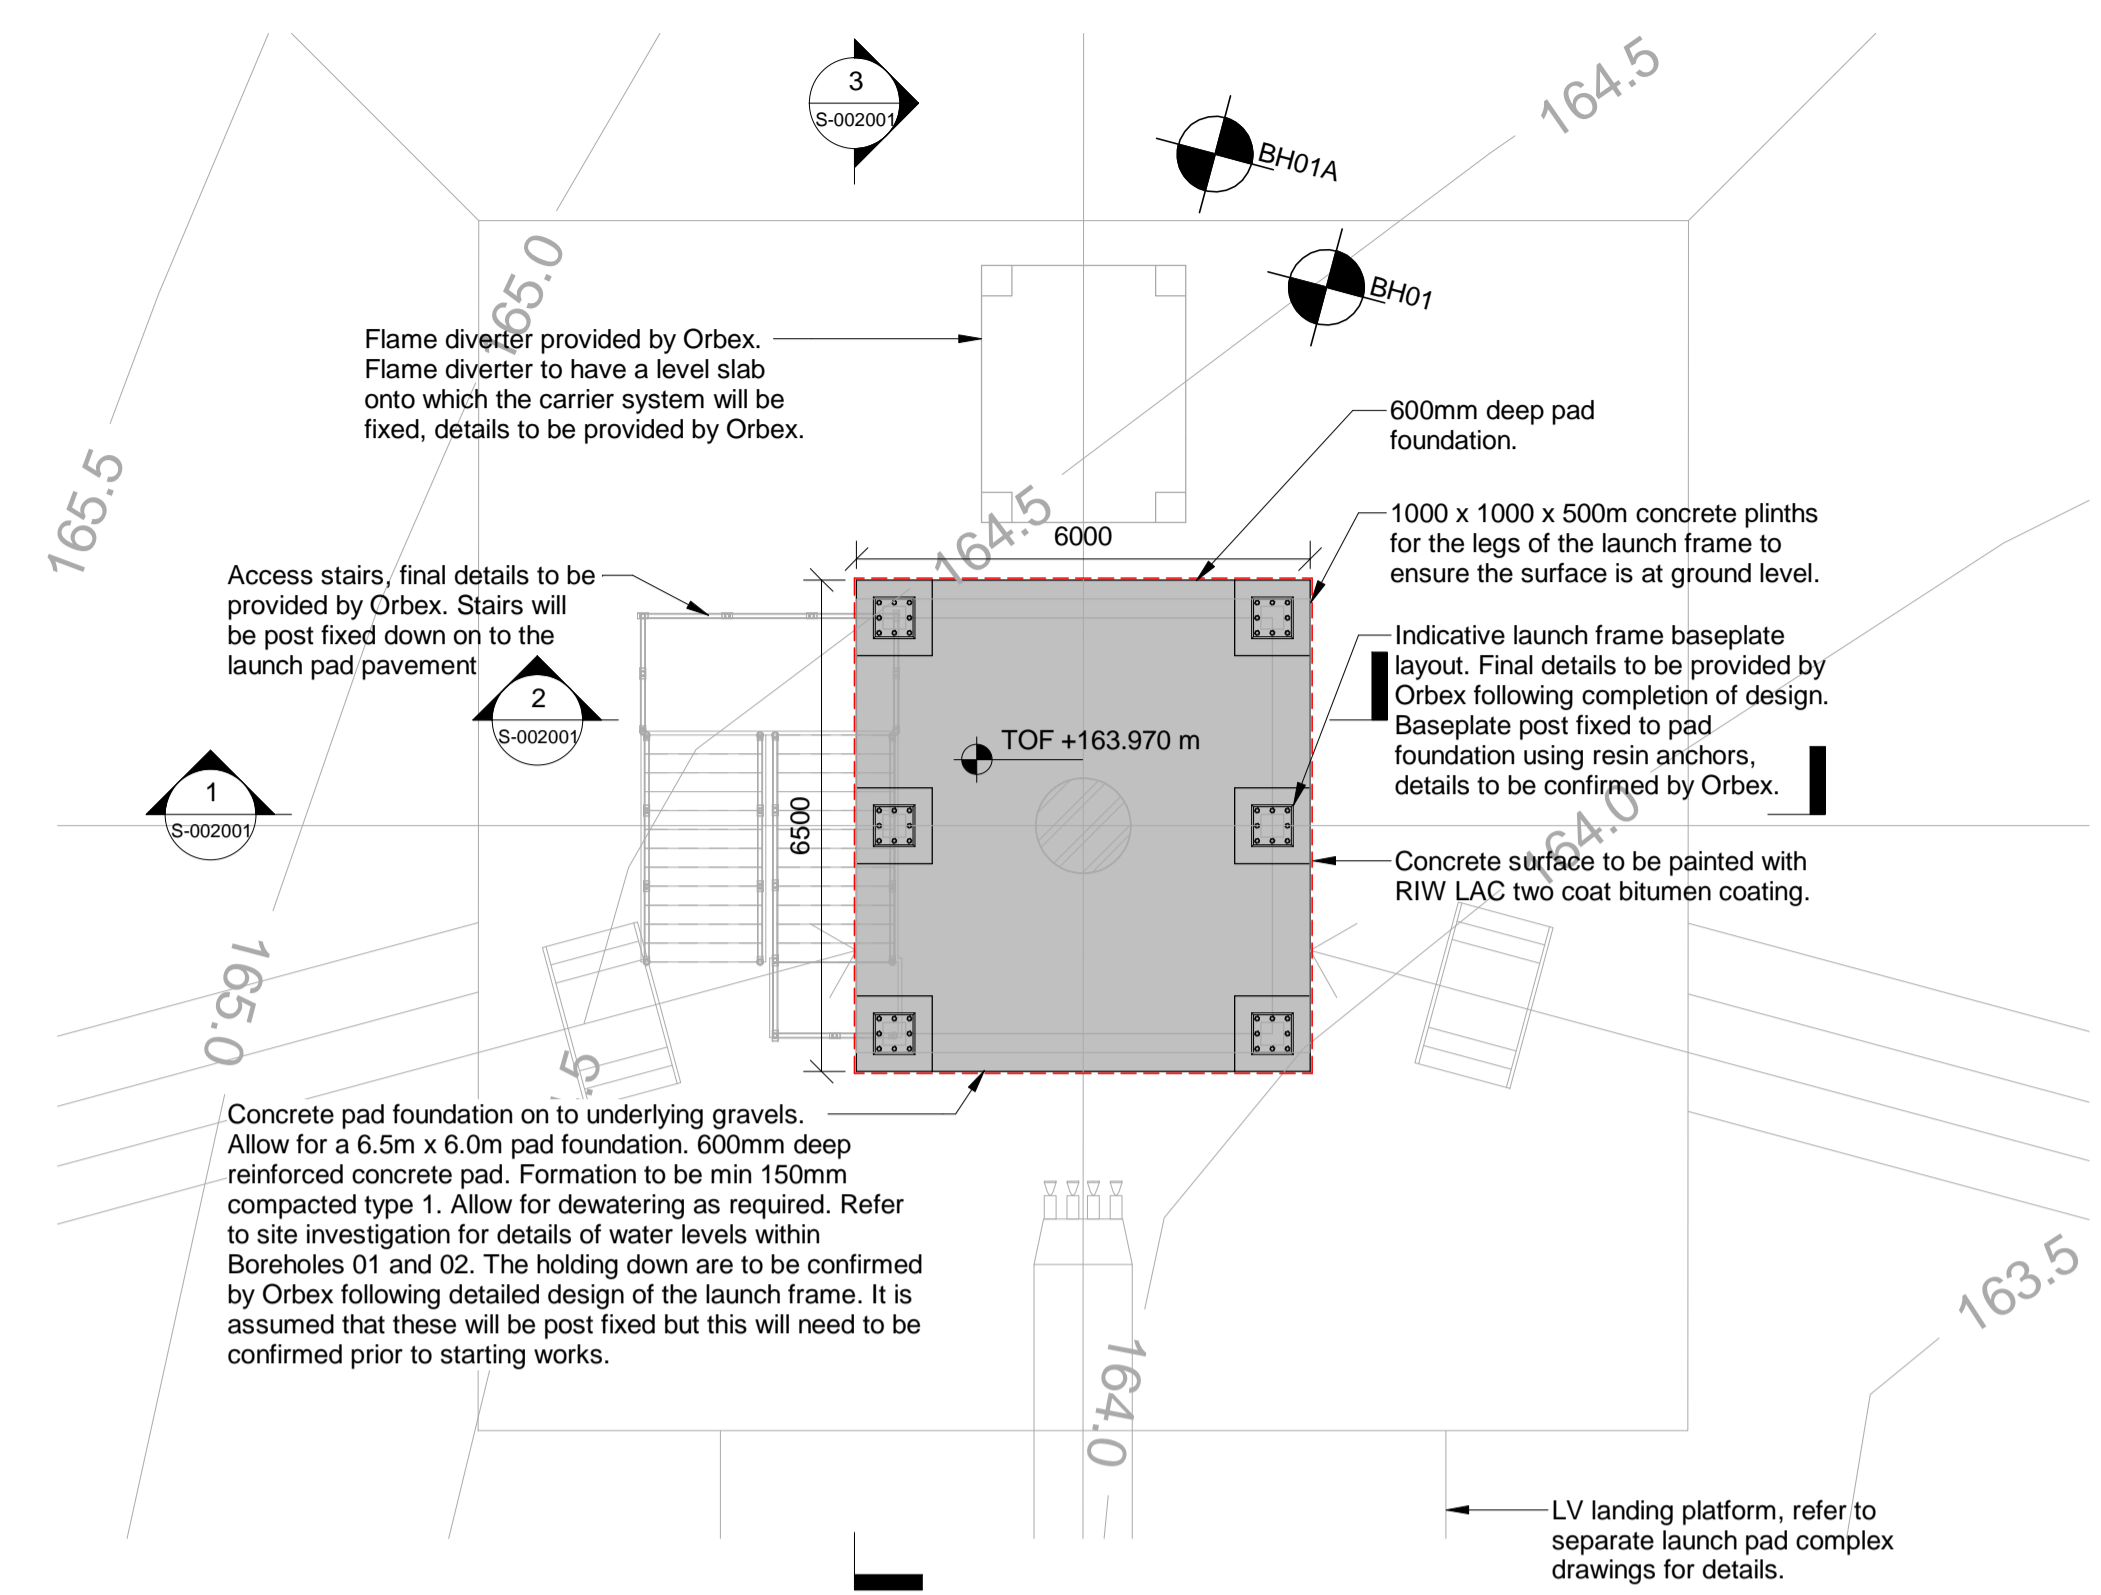 3
S-002001
164.5
BH01A
BH01
165.0
Flame diverter provided by Orbex.
Flame diverter to have a level slab
onto which the carrier system will be
fixed, details to be provided by Orbex.
600mm deep pad
foundation.
165.5
164.5
6000
1000 x 1000 x 500m concrete plinths
for the legs of the launch frame to
ensure the surface is at ground level.
Access stairs, final details to be
provided by Orbex. Stairs will
be post fixed down on to the
launch pad pavement
Indicative launch frame baseplate
layout. Final details to be provided by
Orbex following completion of design.
Baseplate post fixed to pad
foundation using resin anchors,
details to be confirmed by Orbex.
2
S-002001
TOF +163.970 m
1
S-002001
6500
164.0
Concrete surface to be painted with
RIW LAC two coat bitumen coating.
165.0
.5
Concrete pad foundation on to underlying gravels.
Allow for a 6.5m x 6.0m pad foundation. 600mm deep
reinforced concrete pad. Formation to be min 150mm
compacted type 1. Allow for dewatering as required. Refer
to site investigation for details of water levels within
Boreholes 01 and 02. The holding down are to be confirmed
by Orbex following detailed design of the launch frame. It is
assumed that these will be post fixed but this will need to be
confirmed prior to starting works.
163.5
164.0
LV landing platform, refer to
separate launch pad complex
drawings for details.